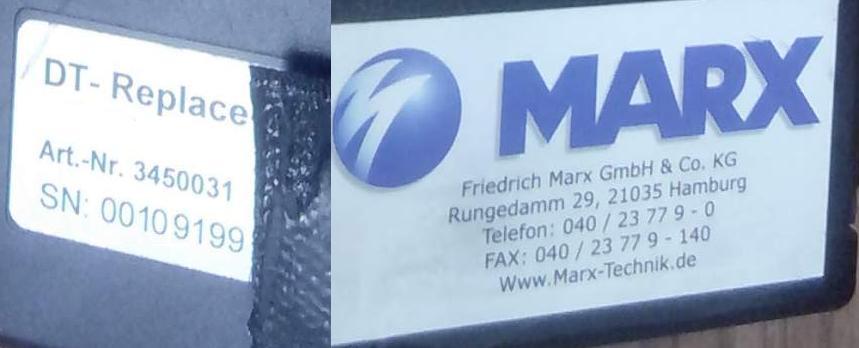 DT- Replace
Art.-Nr. 3450031
SN: 00109199
MARX
Friedrich Marx GmbH & Co. KG
Rungedamm 29, 21035 Hamburg
Telefon: 040 / 23 77 9 - 0
FAX: 040 / 23 77 9 - 140
Www.Marx-Technik.de